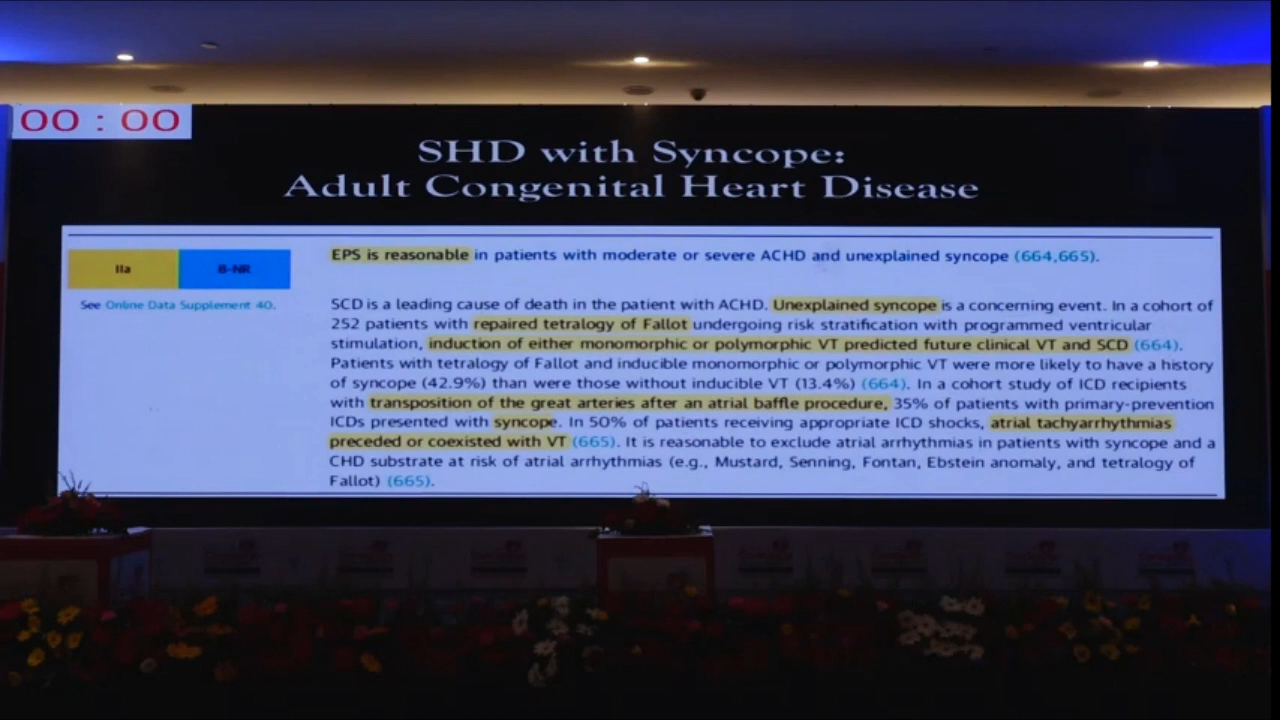 00 : 00
SHD with Syncope:
Adult Congenital Heart Disease
IIa
B-NR
See Online Data Supplement 40.
EPS is reasonable in patients with moderate or severe ACHD and unexplained syncope (664,665).
SCD is a leading cause of death in the patient with ACHD. Unexplained syncope is a concerning event. In a cohort of
252 patients with repaired tetralogy of Fallot undergoing risk stratification with programmed ventricular
stimulation, induction of either monomorphic or polymorphic VT predicted future clinical VT and SCD (664).
Patients with tetralogy of Fallot and inducible monomorphic or polymorphic VT were more likely to have a history
of syncope (42.9%) than were those without inducible VT (13.4%) (664). In a cohort study of ICD recipients
with transposition of the great arteries after an atrial baffle procedure, 35% of patients with primary-prevention
ICDs presented with syncope. In 50% of patients receiving appropriate ICD shocks, atrial tachyarrhythmias
preceded or coexisted with VT (665). It is reasonable to exclude atrial arrhythmias in patients with syncope and a
CHD substrate at risk of atrial arrhythmias (e.g., Mustard, Senning, Fontan, Ebstein anomaly, and tetralogy of
Fallot) (665).